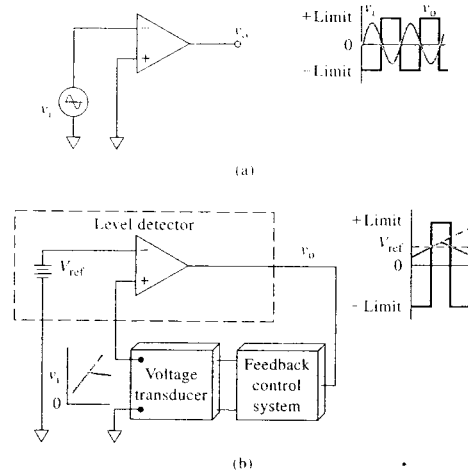 +Limit
0
−Limit
v_i
v_o
v_o
−
+
v_i
(a)
Level detector
−
+
V_ref
v_o
+Limit
V_ref
0
−Limit
v_i
0
Voltage
transducer
Feedback
control
system
(b)